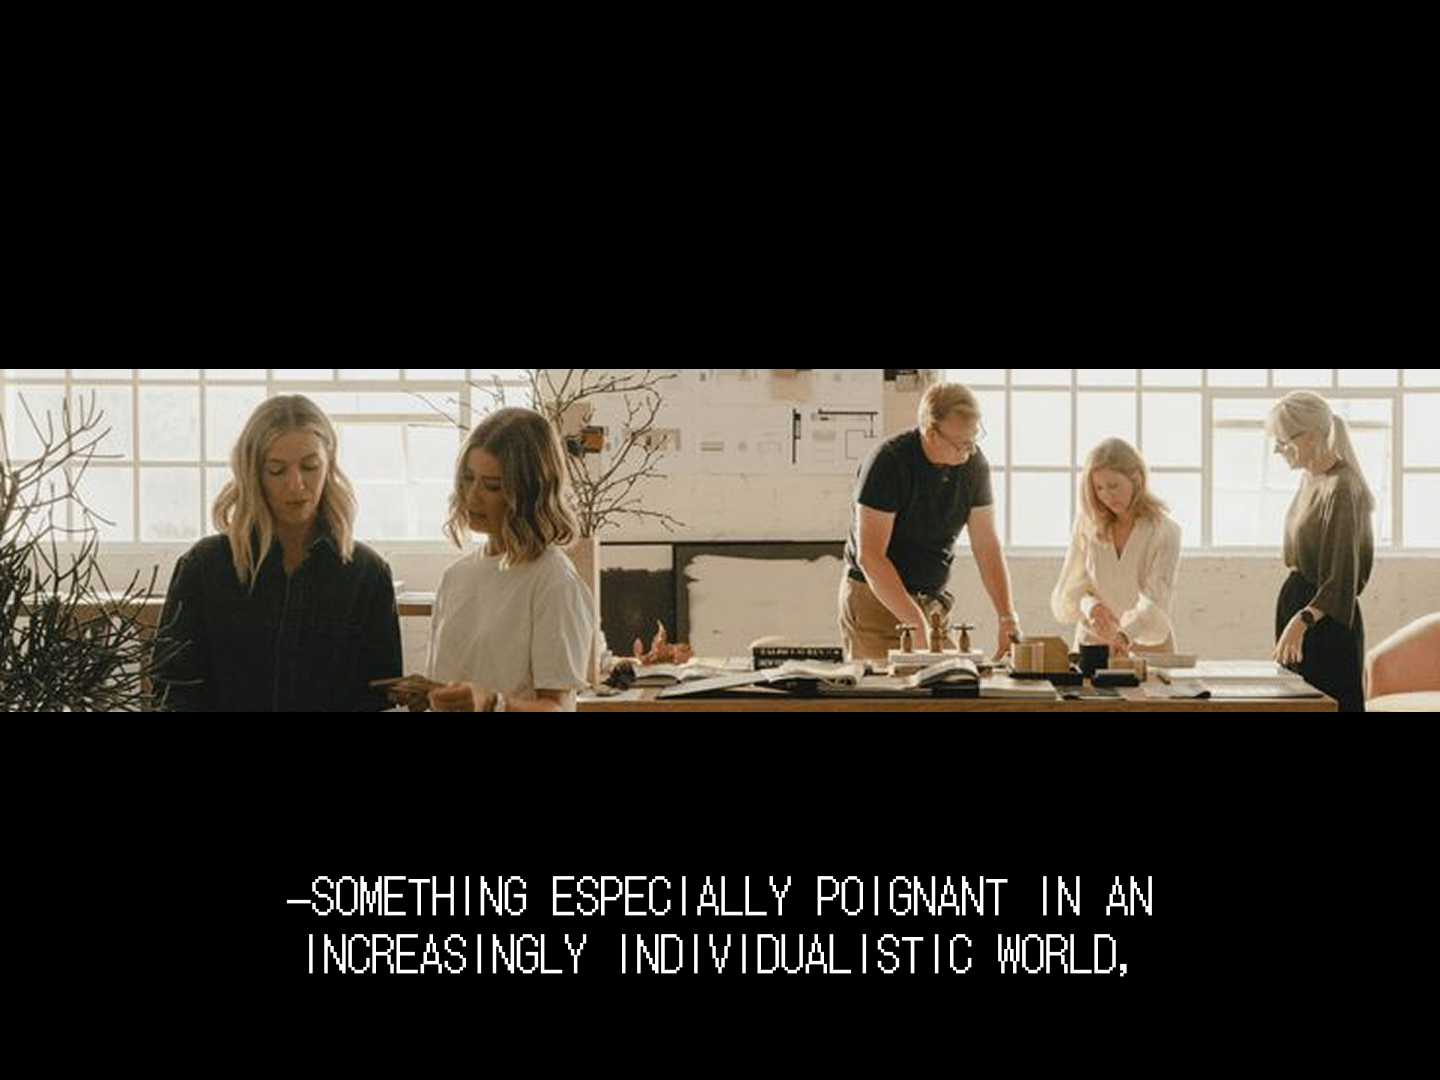 —SOMETHING ESPECIALLY POIGNANT IN AN
INCREASINGLY INDIVIDUALISTIC WORLD,